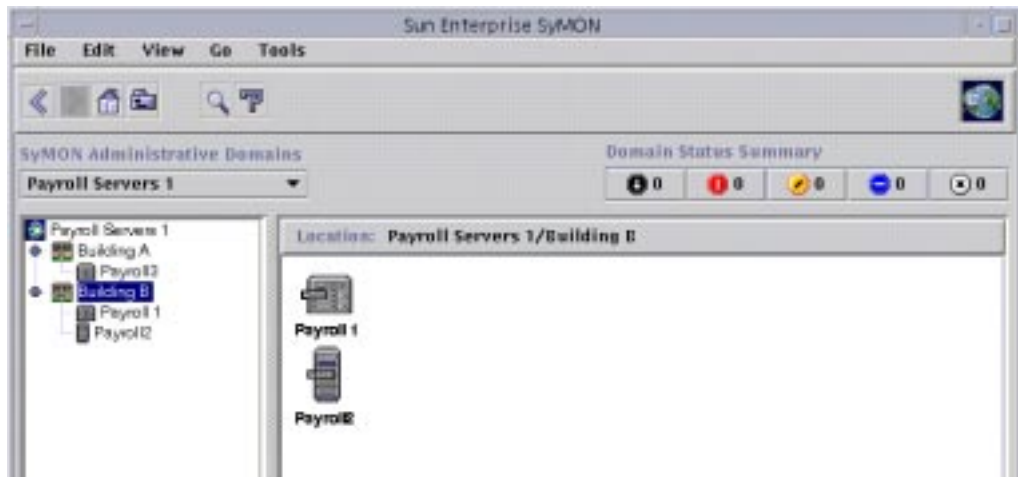 Sun Enterprise SyMON
File Edit View Go Tools
SyMON Administrative Domains
Domain Status Summary
Payroll Servers 1
0 0 0 0 0
Payroll Servers 1
Building A
Payroll3
Building B
Payroll 1
Payroll2
Location: Payroll Servers 1/Building B
Payroll 1
Payroll2